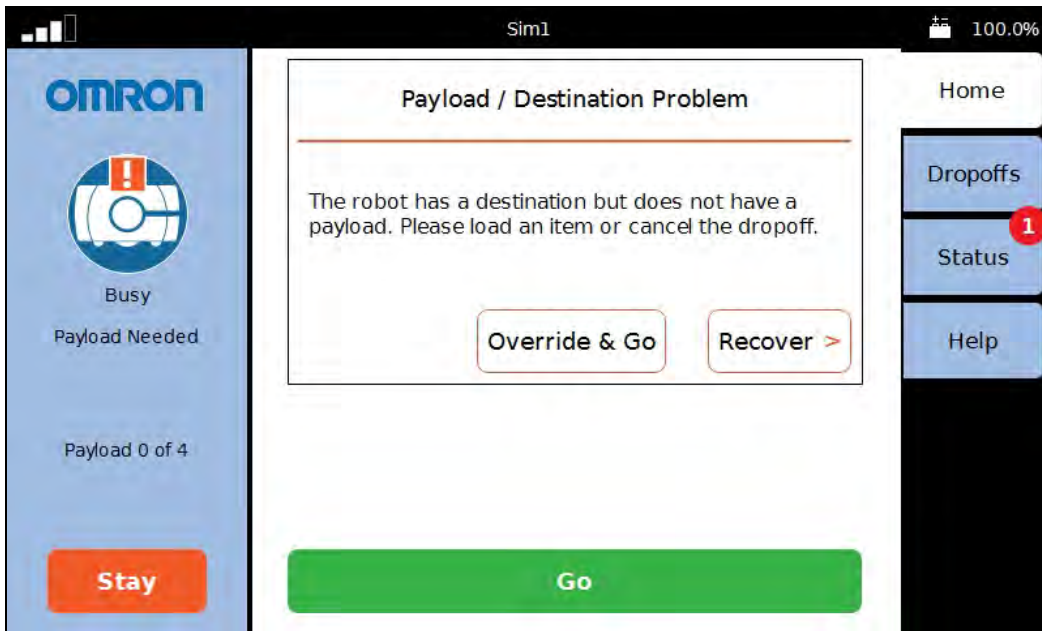 Sim1
100.0%
OMRON
!
Busy
Payload Needed
Payload 0 of 4
Stay
Payload / Destination Problem
The robot has a destination but does not have a
payload. Please load an item or cancel the dropoff.
Override & Go
Recover >
Go
Home
Dropoffs
1
Status
Help